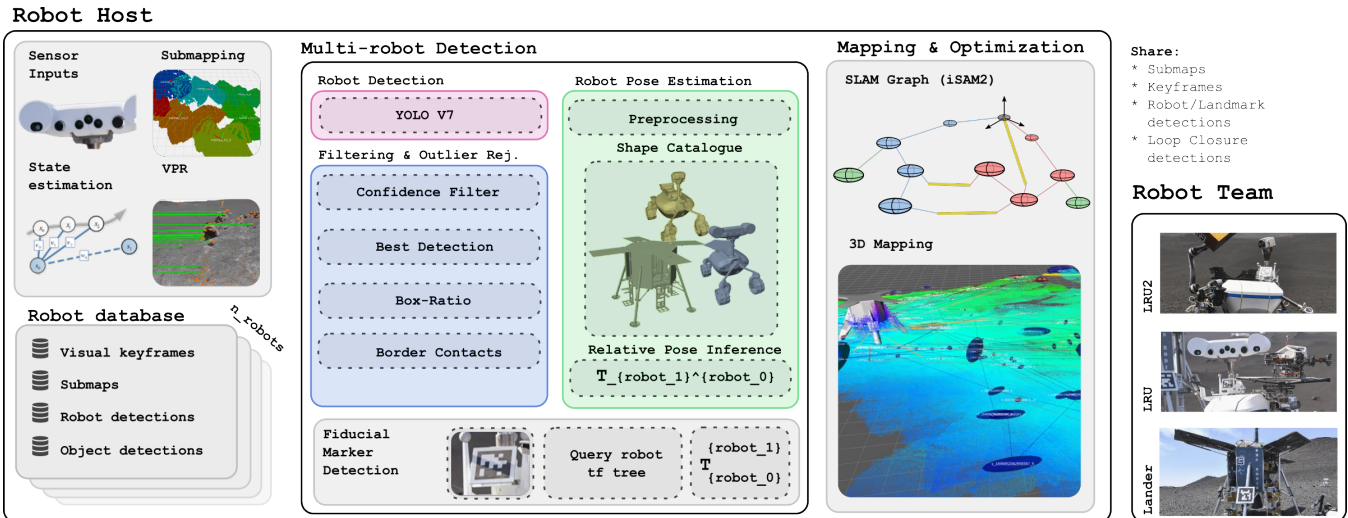 Robot Host
Sensor
Inputs
Submapping
State
estimation
VPR
Robot database
n_robots
Visual keyframes
Submaps
Robot detections
Object detections
Multi-robot Detection
Robot Detection
YOLO V7
Filtering & Outlier Rej.
Confidence Filter
Best Detection
Box-Ratio
Border Contacts
Robot Pose Estimation
Preprocessing
Shape Catalogue
Relative Pose Inference
T_{robot_1}^{robot_0}
Fiducial
Marker
Detection
Query robot
tf tree
{robot_1}
T
{robot_0}
Mapping & Optimization
SLAM Graph (iSAM2)
3D Mapping
Share:
* Submaps
* Keyframes
* Robot/Landmark
detections
* Loop Closure
detections
Robot Team
LRU2
LRU
Lander